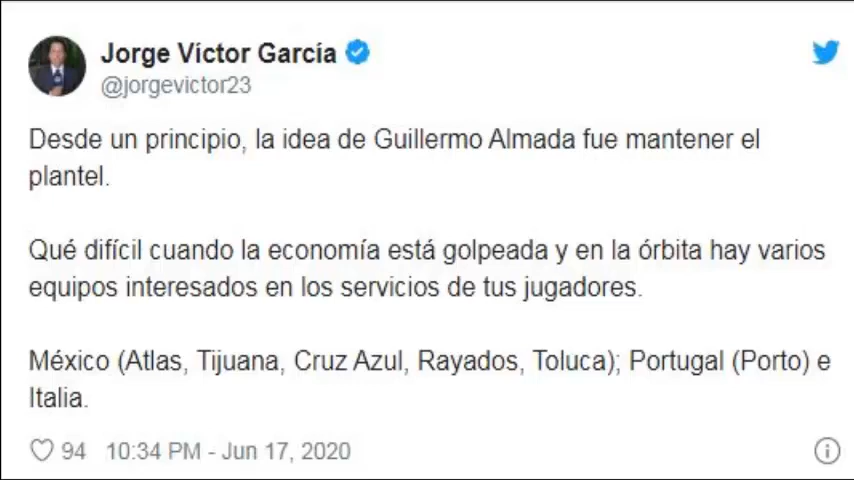 Jorge Víctor García
@jorgevictor23
Desde un principio, la idea de Guillermo Almada fue mantener el
plantel.
Qué difícil cuando la economía está golpeada y en la órbita hay varios
equipos interesados en los servicios de tus jugadores.
México (Atlas, Tijuana, Cruz Azul, Rayados, Toluca); Portugal (Porto) e
Italia.
94 10:34 PM - Jun 17, 2020